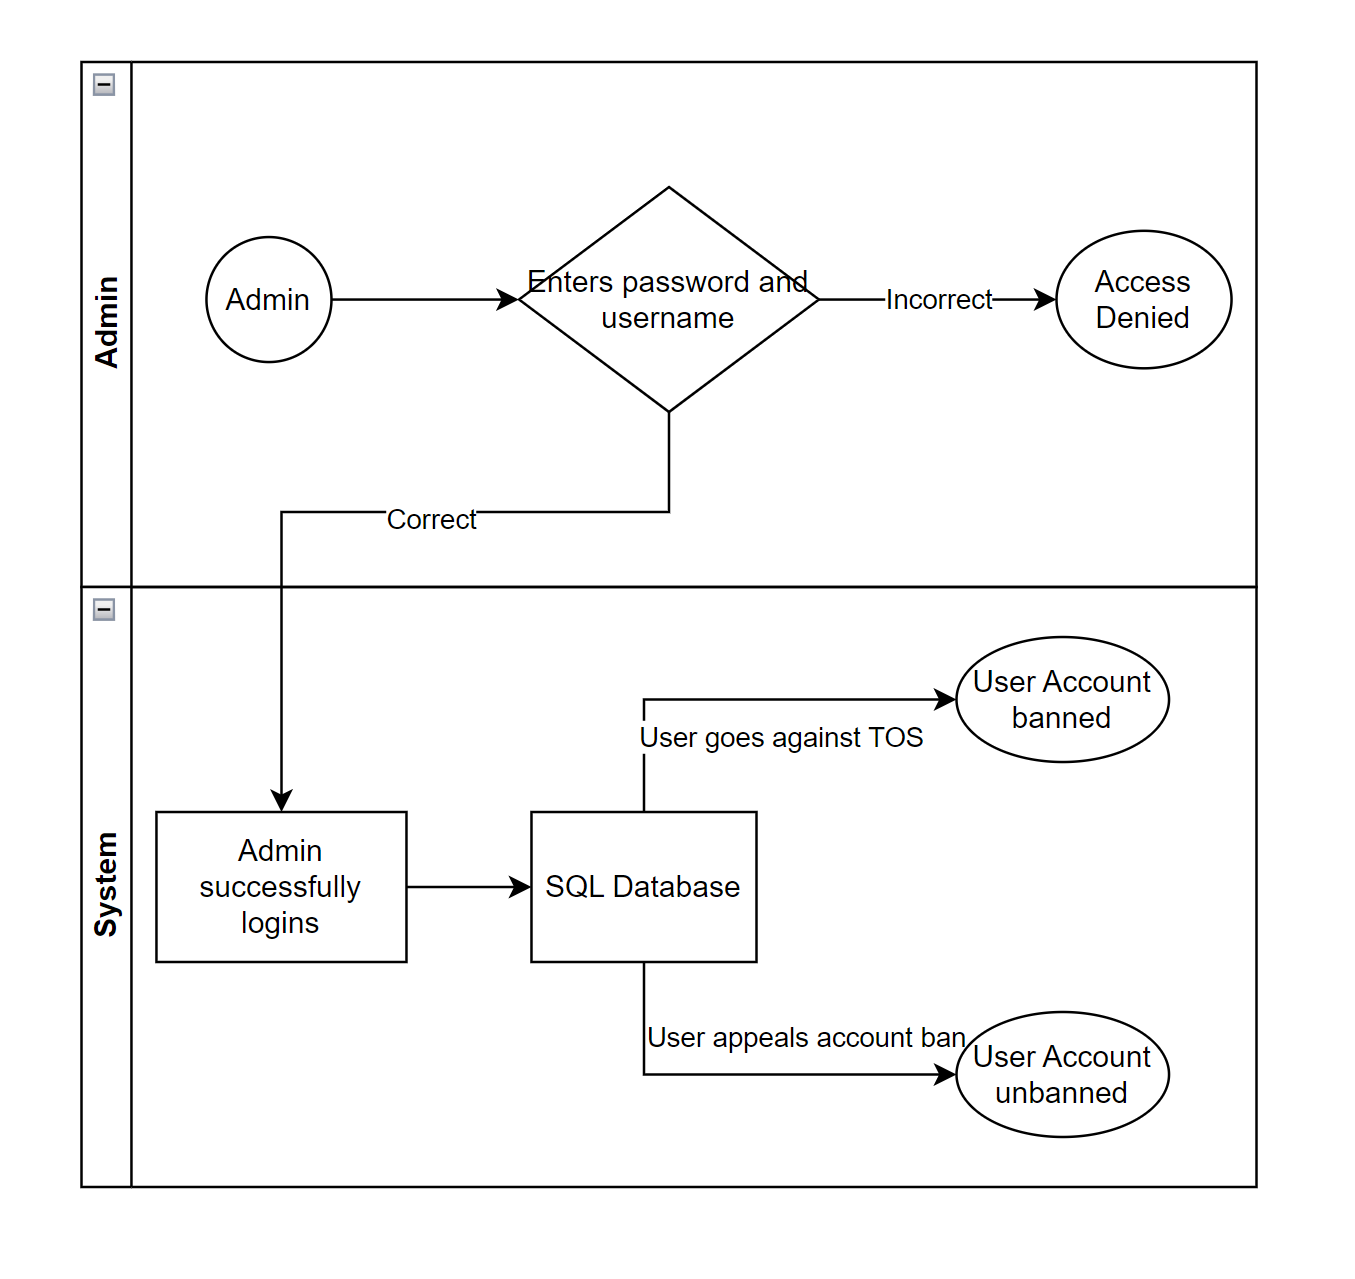 Admin
Admin
Enters password and
username
Incorrect
Access
Denied
Correct
System
User Account
banned
User goes against TOS
Admin
successfully
logins
SQL Database
User appeals account ban
User Account
unbanned